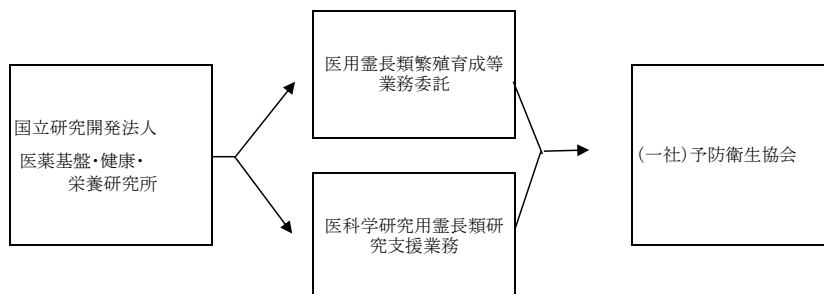 国立研究開発法人
医薬基盤・健康・
栄養研究所
医用霊長類繁殖育成等
業務委託
医科学研究用霊長類研
究支援業務
(一社)予防衛生協会